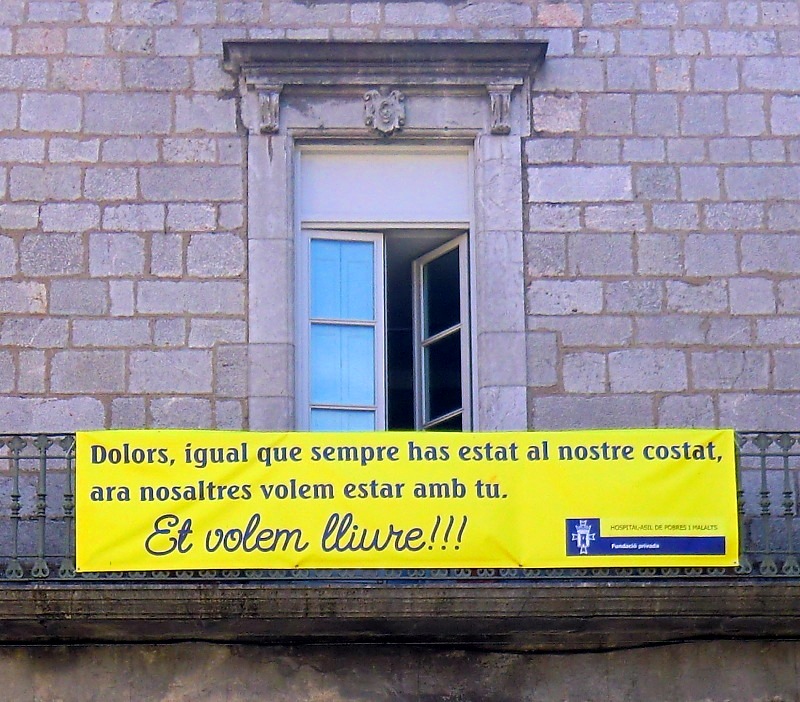 Dolors, igual que sempre has estat al nostre costat,
ara nosaltres volem estar amb tu.
Et volem lliure!!!
HOSPITAL-ASIL DE POBRES I MALALTS
Fundació privada